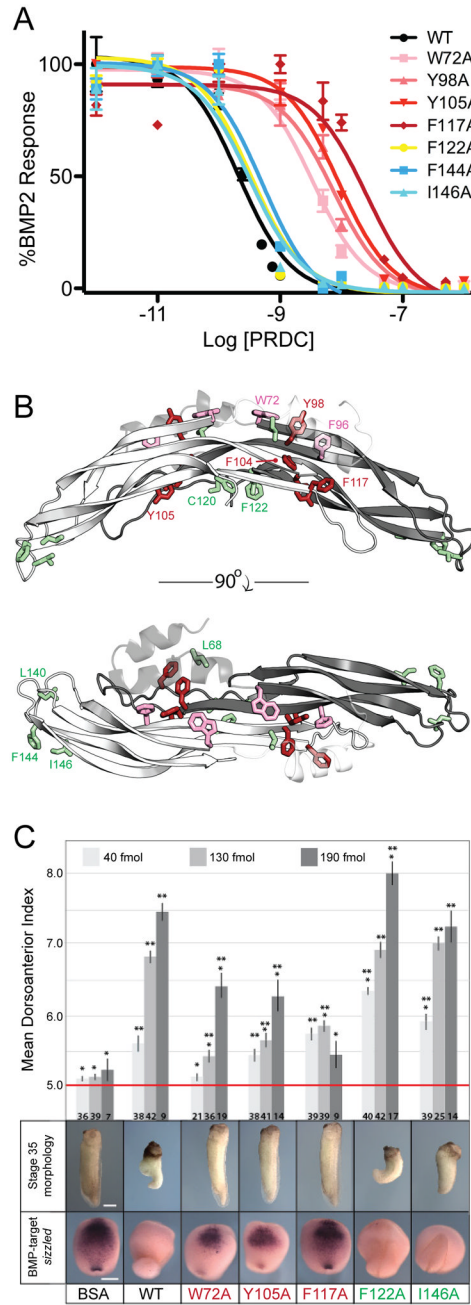 A
%BMP2 Response
100
50
0
-11
-9
-7
Log [PRDC]
WT
W72A
Y98A
Y105A
F117A
F122A
F144A
I146A
B
W72
Y98
F96
F104
F117
Y105
C120
F122
90°
L68
L140
F144
I146
C
Mean Dorsoanterior Index
40 fmol 130 fmol 190 fmol
8.0
7.0
6.0
5.0
* * *
** ** **
*
* ** * ** *
** * ** * ** *
** * ** * *
** * ** ** *
** * ** **
36 39 7 38 42 9 21 36 19 38 41 14 39 39 9 40 42 17 39 25 14
Stage 35
morphology
BMP-target
sizzled
BSA WT W72A Y105A F117A F122A I146A